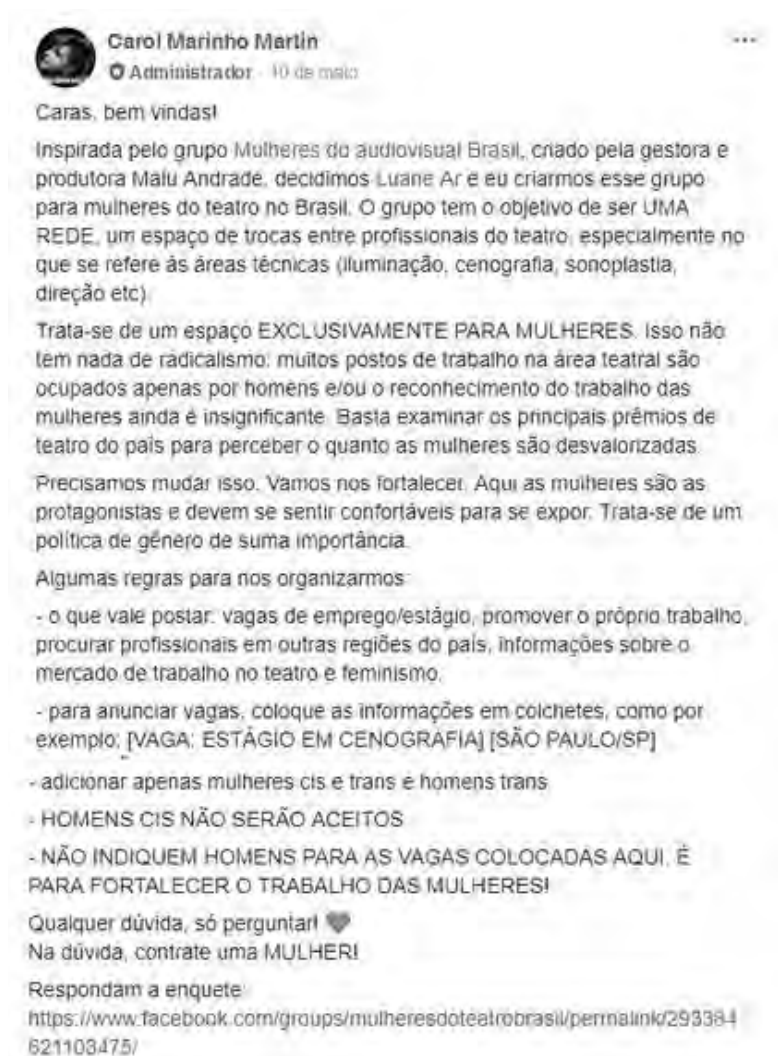 Carol Marinho Martin
Administrador · 10 de maio
Caras, bem vindas!
Inspirada pelo grupo Mulheres do audiovisual Brasil, criado pela gestora e
produtora Malu Andrade, decidimos Luane Ar e eu criarmos esse grupo
para mulheres do teatro no Brasil. O grupo tem o objetivo de ser UMA
REDE, um espaço de trocas entre profissionais do teatro, especialmente no
que se refere às áreas técnicas (iluminação, cenografia, sonoplastia,
direção etc).
Trata-se de um espaço EXCLUSIVAMENTE PARA MULHERES. Isso não
tem nada de radicalismo: muitos postos de trabalho na área teatral são
ocupados apenas por homens e/ou o reconhecimento do trabalho das
mulheres ainda é insignificante. Basta examinar os principais prêmios de
teatro do país para perceber o quanto as mulheres são desvalorizadas.
Precisamos mudar isso. Vamos nos fortalecer. Aqui as mulheres são as
protagonistas e devem se sentir confortáveis para se expor. Trata-se de um
política de gênero de suma importância.
Algumas regras para nos organizarmos:
- o que vale postar: vagas de emprego/estágio, promover o próprio trabalho,
procurar profissionais em outras regiões do país, informações sobre o
mercado de trabalho no teatro e feminismo.
- para anunciar vagas, coloque as informações em colchetes, como por
exemplo: [VAGA: ESTÁGIO EM CENOGRAFIA] [SÃO PAULO/SP]
- adicionar apenas mulheres cis e trans e homens trans
- HOMENS CIS NÃO SERÃO ACEITOS
- NÃO INDIQUEM HOMENS PARA AS VAGAS COLOCADAS AQUI. É
PARA FORTALECER O TRABALHO DAS MULHERES!
Qualquer dúvida, só perguntar! ♥
Na dúvida, contrate uma MULHER!
Respondam a enquete:
https://www.facebook.com/groups/mulheresdoteatrobrasil/permalink/293384
621103475/